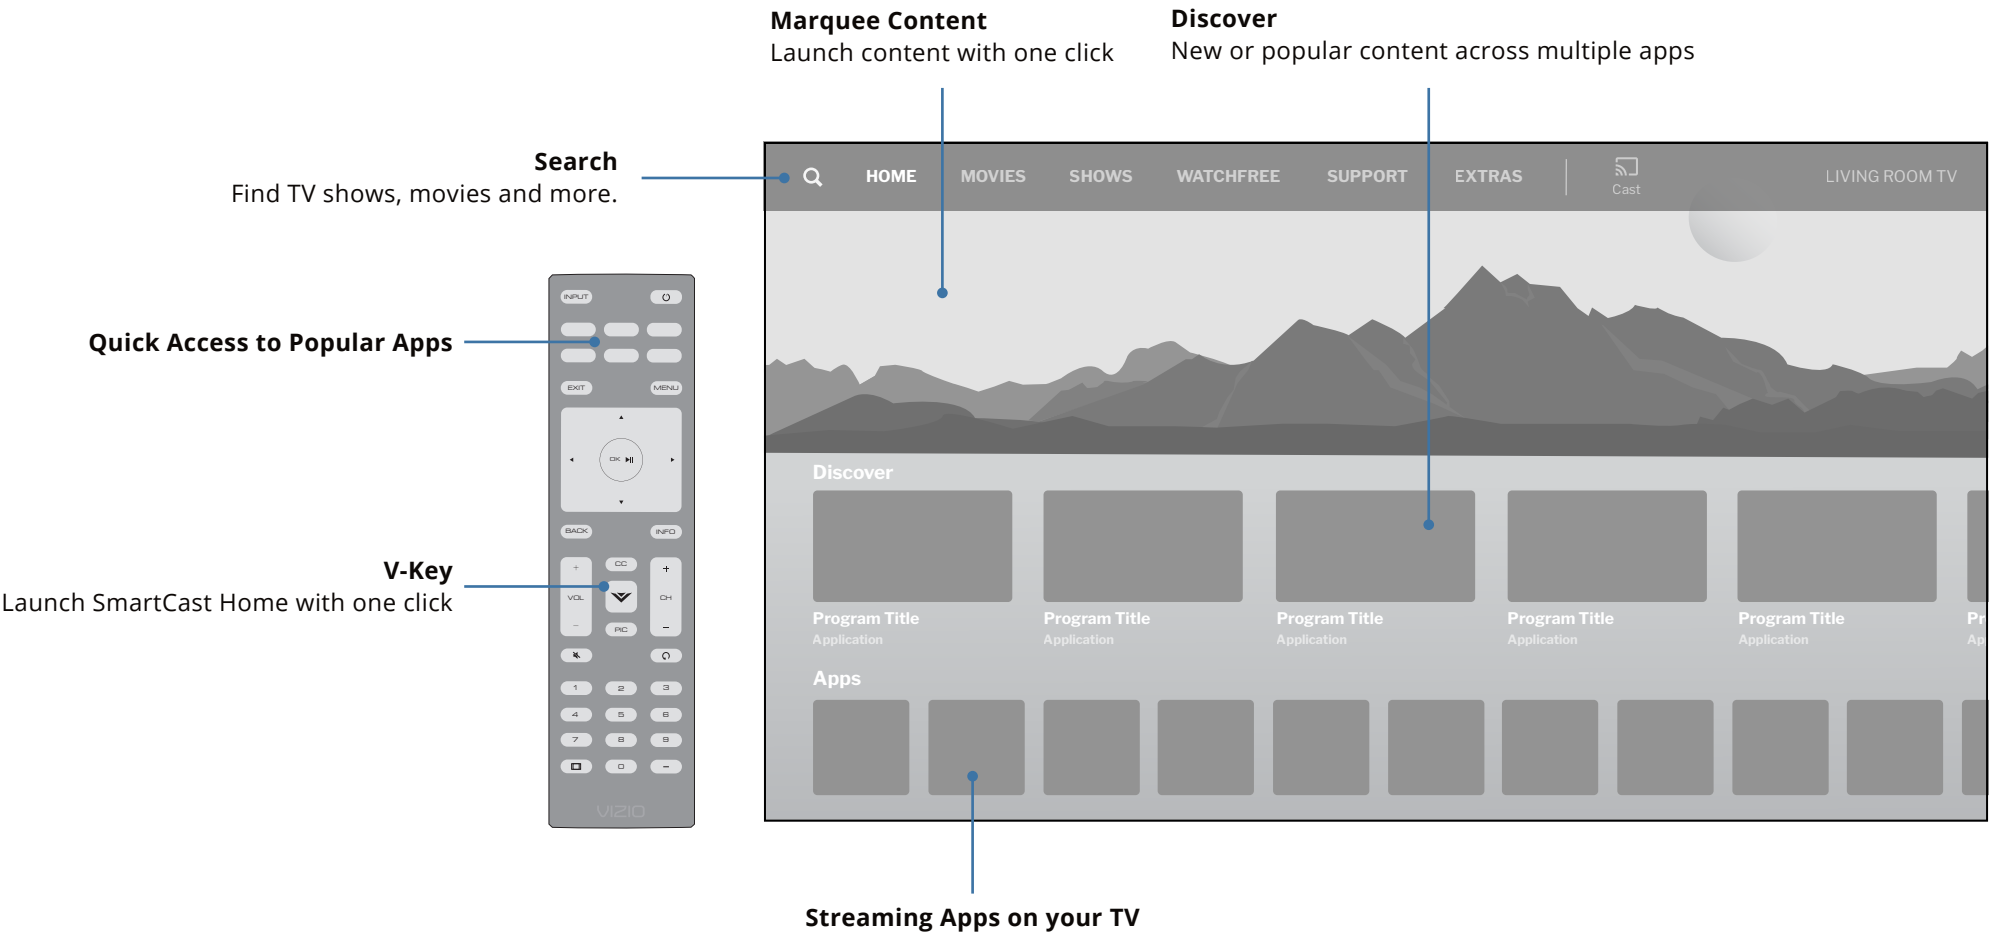 Marquee Content
Launch content with one click
Discover
New or popular content across multiple apps
Search
Find TV shows, movies and more.
HOME MOVIES SHOWS WATCHFREE SUPPORT EXTRAS Cast LIVING ROOM TV
Quick Access to Popular Apps
V-Key
Launch SmartCast Home with one click
INPUT
EXIT MENU
OK
BACK INFO
CC
VOL CH
PIC
1 2 3
4 5 6
7 8 9
0
VIZIO
Discover
Program Title Program Title Program Title Program Title Program Title Pr
Application Application Application Application Application Ap
Apps
Streaming Apps on your TV